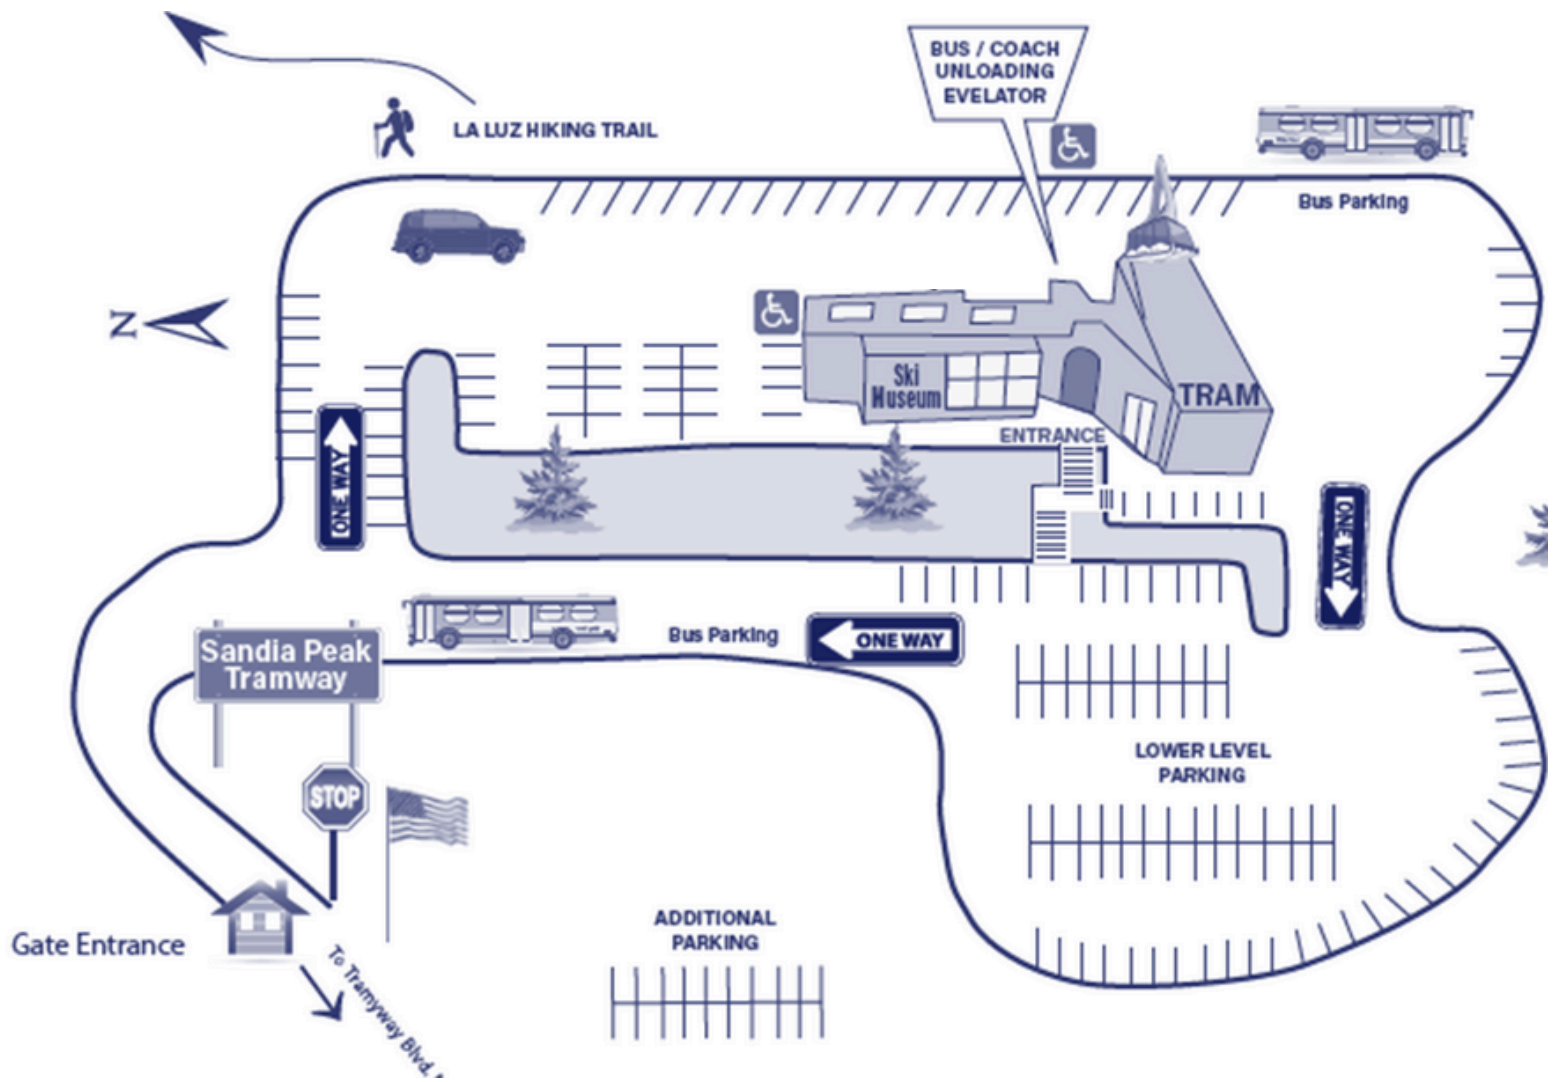 BUS / COACH
UNLOADING
EVELATOR
LA LUZ HIKING TRAIL
Bus Parking
N
Ski
Museum
TRAM
ENTRANCE
ONE WAY
ONE WAY
Bus Parking
ONE WAY
Sandia Peak
Tramway
LOWER LEVEL
PARKING
STOP
ADDITIONAL
PARKING
Gate Entrance
To Tramyway Blvd.